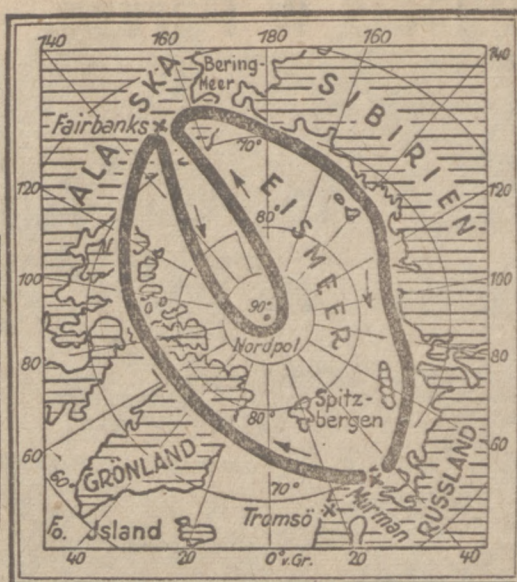 140 160 180 160 140
ALASKA
Bering-
Meer
SIBIRIEN
Fairbanks
70°
120 120
EISMEER
80°
100 100
90°
Nordpol
80 80
Spitz-
bergen
80°
60 60
GRÖNLAND
60°
70°
RUSSLAND
Murman
Tromsö
Fo. Island
40 20 0° v. Gr. 20 40